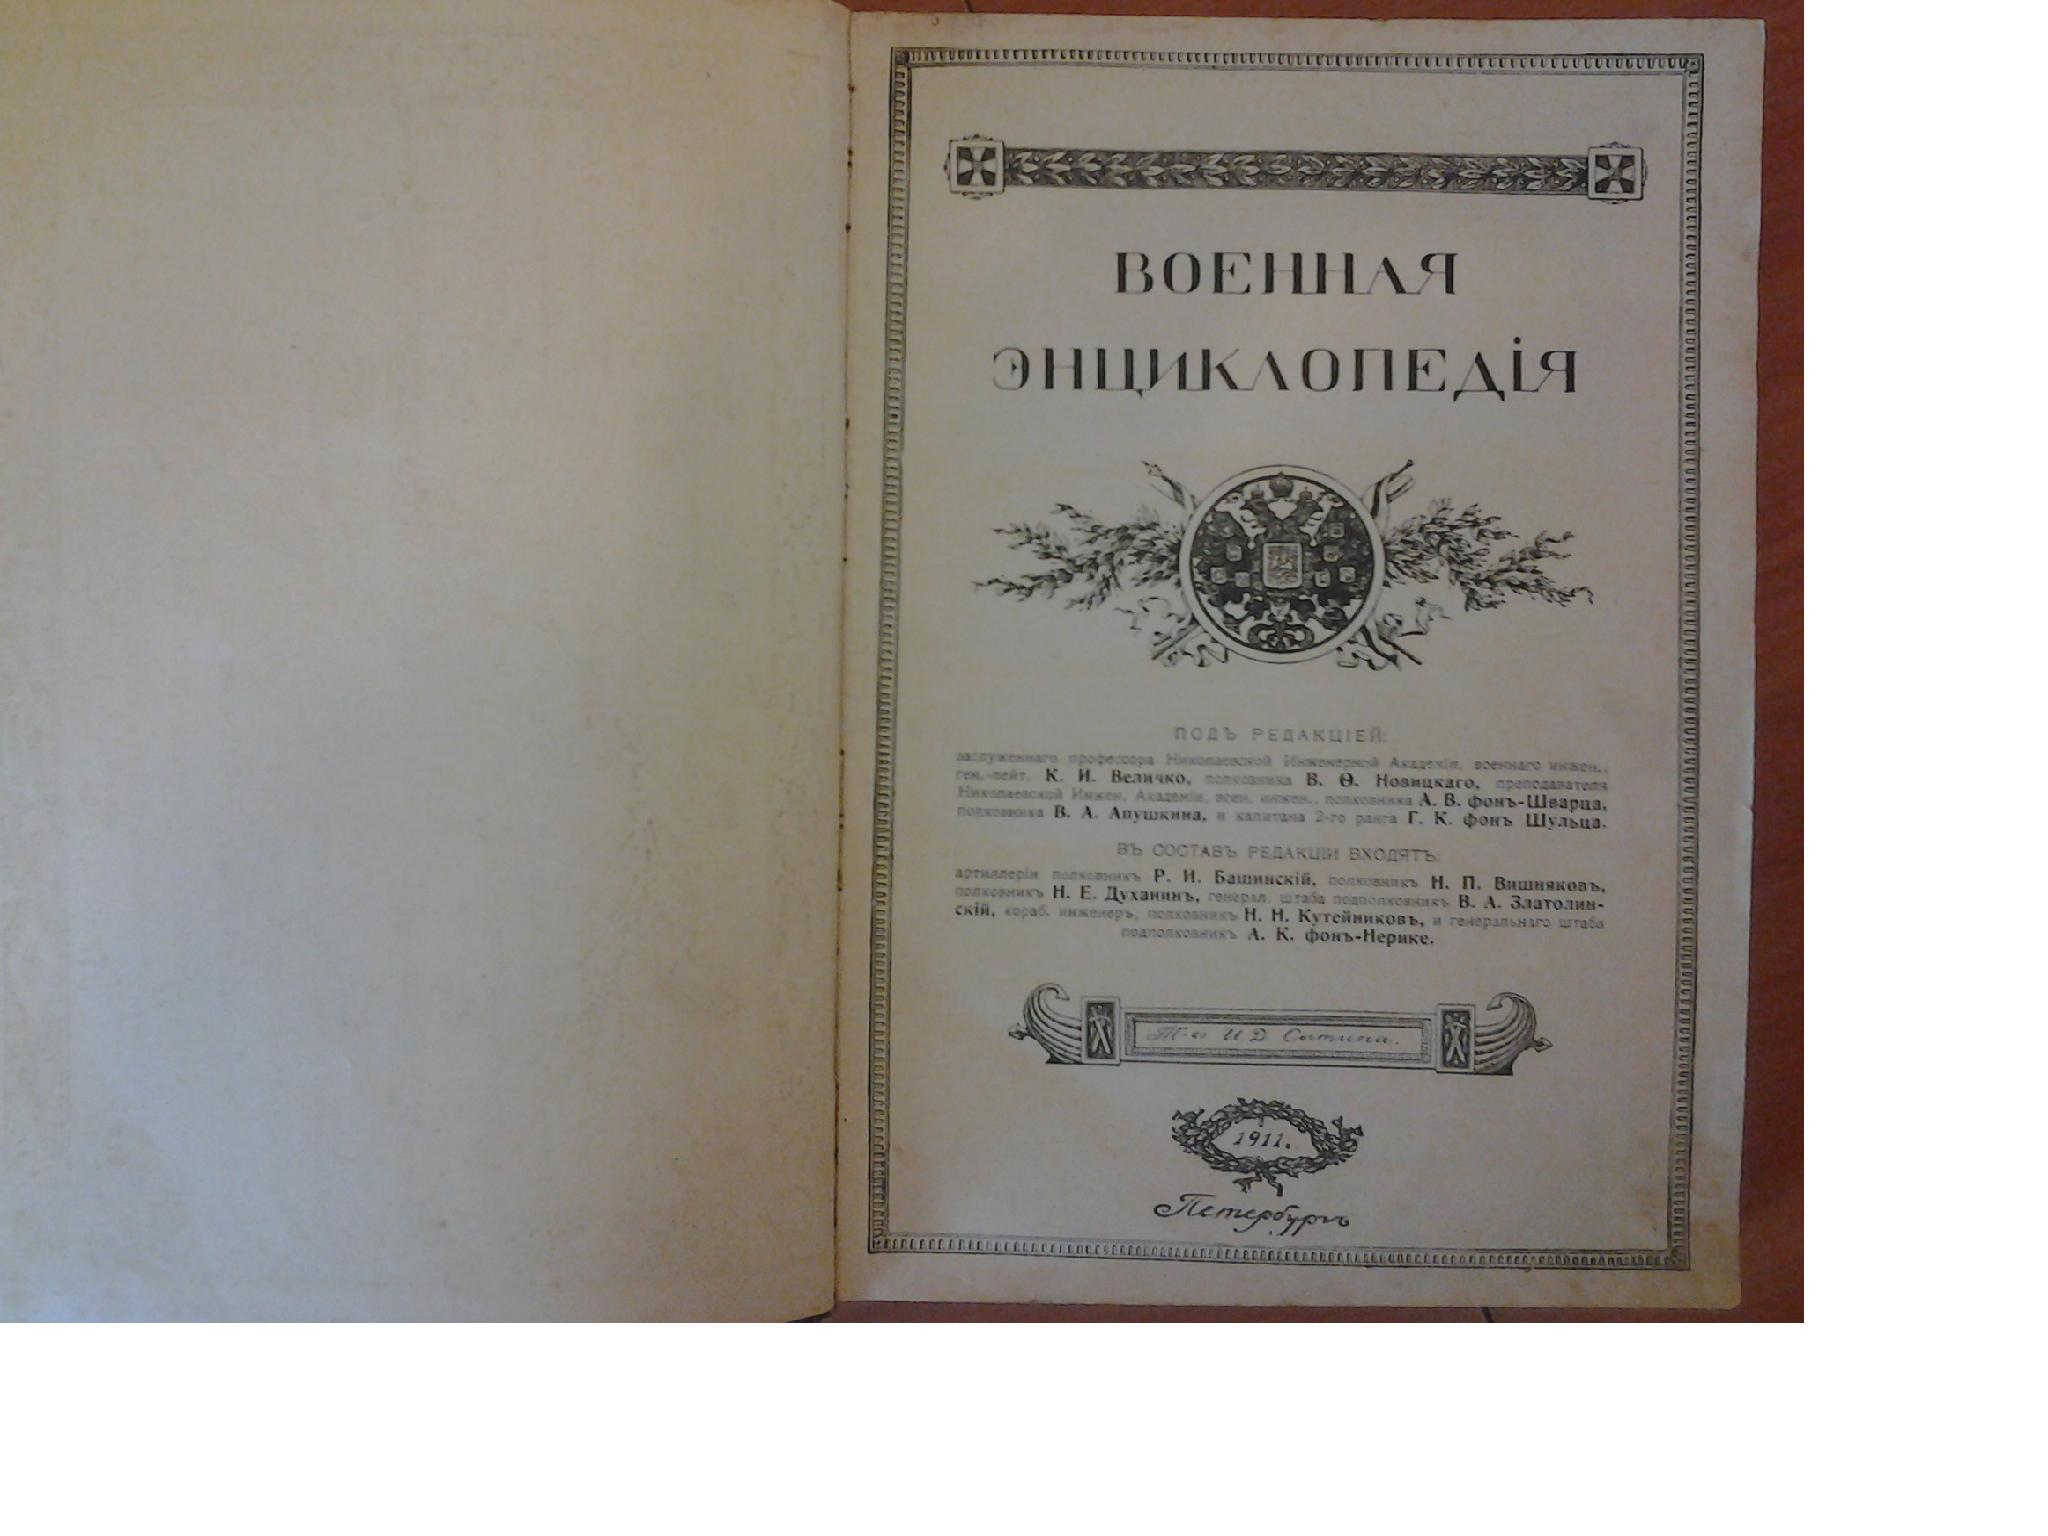 ВОЕННАЯ
ЭНЦИКЛОПЕДІЯ
ПОДЪ РЕДАКЦІЕЙ:
заслуженнаго профессора Николаевской Инженерной Академіи, военнаго инжен.,
ген.-лейт. К. И. Величко, полковника В. Ѳ. Новицкаго, преподавателя
Николаевской Инжен. Академіи, воен. инжен., полковника А. В. фонъ-Шварца,
полковника В. А. Апушкина, и капитана 2-го ранга Г. К. фонъ Шульца.
ВЪ СОСТАВЪ РЕДАКЦІИ ВХОДЯТЪ:
артиллеріи полковникъ Р. И. Башинскій, полковникъ Н. П. Вишняковъ,
полковникъ Н. Е. Духанинъ, генерал. штаба подполковникъ В. А. Златолин-
скій, кораб. инженеръ, полковникъ Н. Н. Кутейниковъ, и генеральнаго штаба
подполковникъ А. К. фонъ-Нерике.
Т-во И. Д. Сытина.
1911.
Петербургъ